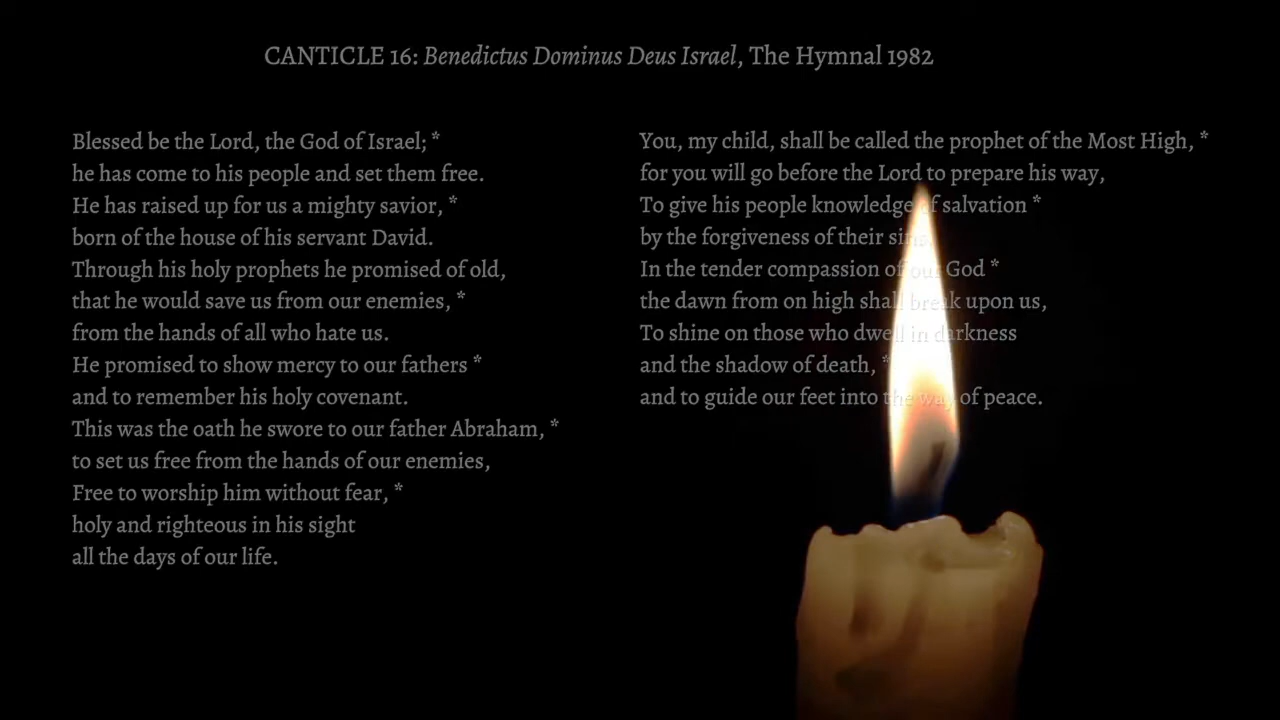 CANTICLE 16: Benedictus Dominus Deus Israel, The Hymnal 1982
Blessed be the Lord, the God of Israel; *
he has come to his people and set them free.
He has raised up for us a mighty savior, *
born of the house of his servant David.
Through his holy prophets he promised of old,
that he would save us from our enemies, *
from the hands of all who hate us.
He promised to show mercy to our fathers *
and to remember his holy covenant.
This was the oath he swore to our father Abraham, *
to set us free from the hands of our enemies,
Free to worship him without fear, *
holy and righteous in his sight
all the days of our life.
You, my child, shall be called the prophet of the Most High, *
for you will go before the Lord to prepare his way,
To give his people knowledge of salvation *
by the forgiveness of their sins.
In the tender compassion of our God *
the dawn from on high shall break upon us,
To shine on those who dwell in darkness
and the shadow of death, *
and to guide our feet into the way of peace.